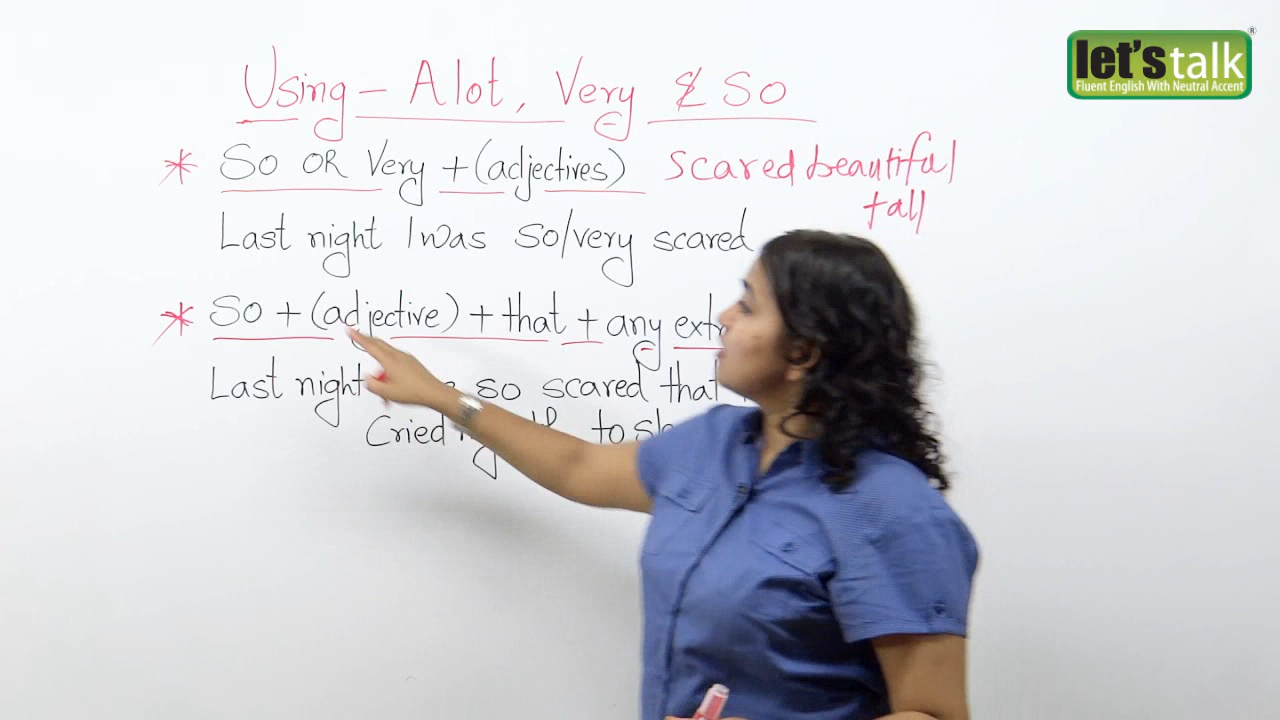 let's talk ®
Fluent English With Neutral Accent
Using - A lot, Very & So
* So OR Very + (adjectives) scared beautiful
tall
Last night I was so/very scared
* So + (adjective) + that + any
Last night so scared that
Cried to